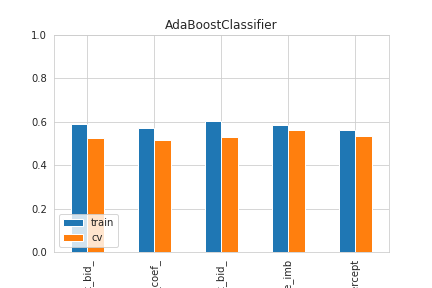 AdaBoostClassifier
1.0
0.8
0.6
0.4
0.2
0.0
train
cv
_bid_
coef_
_bid_
e_imb
ercept